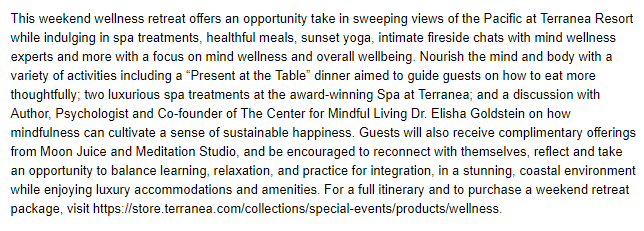 This weekend wellness retreat offers an opportunity take in sweeping views of the Pacific at Terranea Resort
while indulging in spa treatments, healthful meals, sunset yoga, intimate fireside chats with mind wellness
experts and more with a focus on mind wellness and overall wellbeing. Nourish the mind and body with a
variety of activities including a “Present at the Table” dinner aimed to guide guests on how to eat more
thoughtfully; two luxurious spa treatments at the award-winning Spa at Terranea; and a discussion with
Author, Psychologist and Co-founder of The Center for Mindful Living Dr. Elisha Goldstein on how
mindfulness can cultivate a sense of sustainable happiness. Guests will also receive complimentary offerings
from Moon Juice and Meditation Studio, and be encouraged to reconnect with themselves, reflect and take
an opportunity to balance learning, relaxation, and practice for integration, in a stunning, coastal environment
while enjoying luxury accommodations and amenities. For a full itinerary and to purchase a weekend retreat
package, visit https://store.terranea.com/collections/special-events/products/wellness.